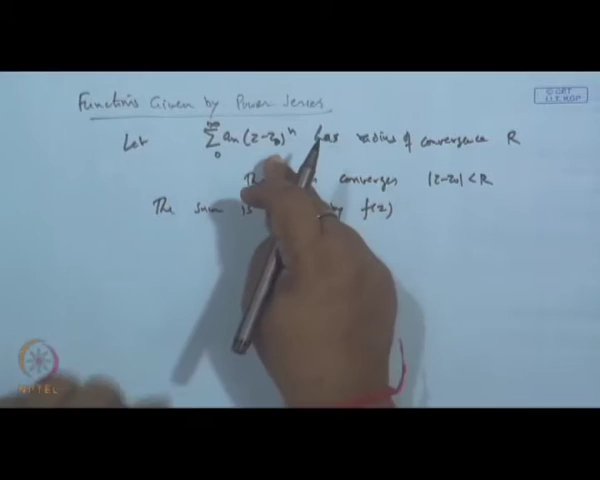 Functions Given by Power Series
© CET
I.I.T. KGP
Let ∑₀^∞ an (z-z0)^n has radius of convergence R
converges |z-z0| < R
The sum is by f(z)
NPTEL